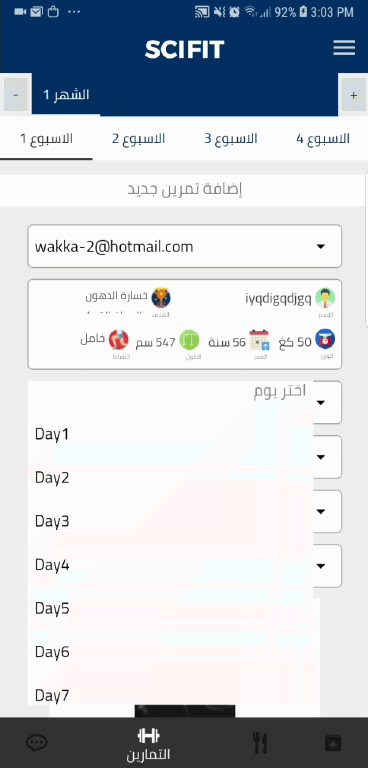 92% 3:03 PM
SCIFIT
- الشهر 1 +
الاسبوع 1 الاسبوع 2 الاسبوع 3 الاسبوع 4
إضافة تمرين جديد
wakka-2@hotmail.com
iyqdigqdjgq خسارة الدهون
الإسم الهدف
50 كغ 56 سنة 547 سم خامل
الوزن العمر الطول النشاط
اختر يوم
Day1
Day2
Day3
Day4
Day5
Day6
Day7
التمارين